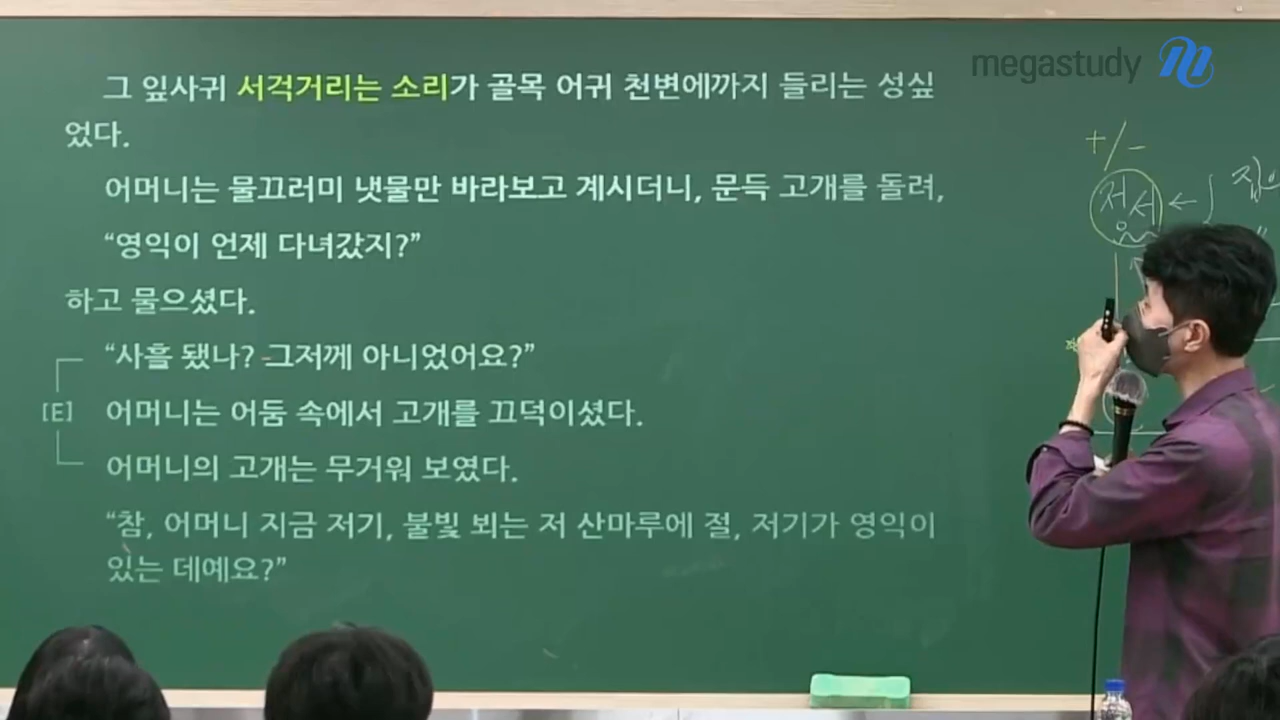 megastudy
그 잎사귀 서걱거리는 소리가 골목 어귀 천변에까지 들리는 성싶
었다.
어머니는 물끄러미 냇물만 바라보고 계시더니, 문득 고개를 돌려,
“영익이 언제 다녀갔지?”
하고 물으셨다.
“사흘 됐나? 그저께 아니었어요?”
[E] 어머니는 어둠 속에서 고개를 끄덕이셨다.
어머니의 고개는 무거워 보였다.
“참, 어머니 지금 저기, 불빛 뵈는 저 산마루에 절, 저기가 영익이
있는 데예요?”
+/-